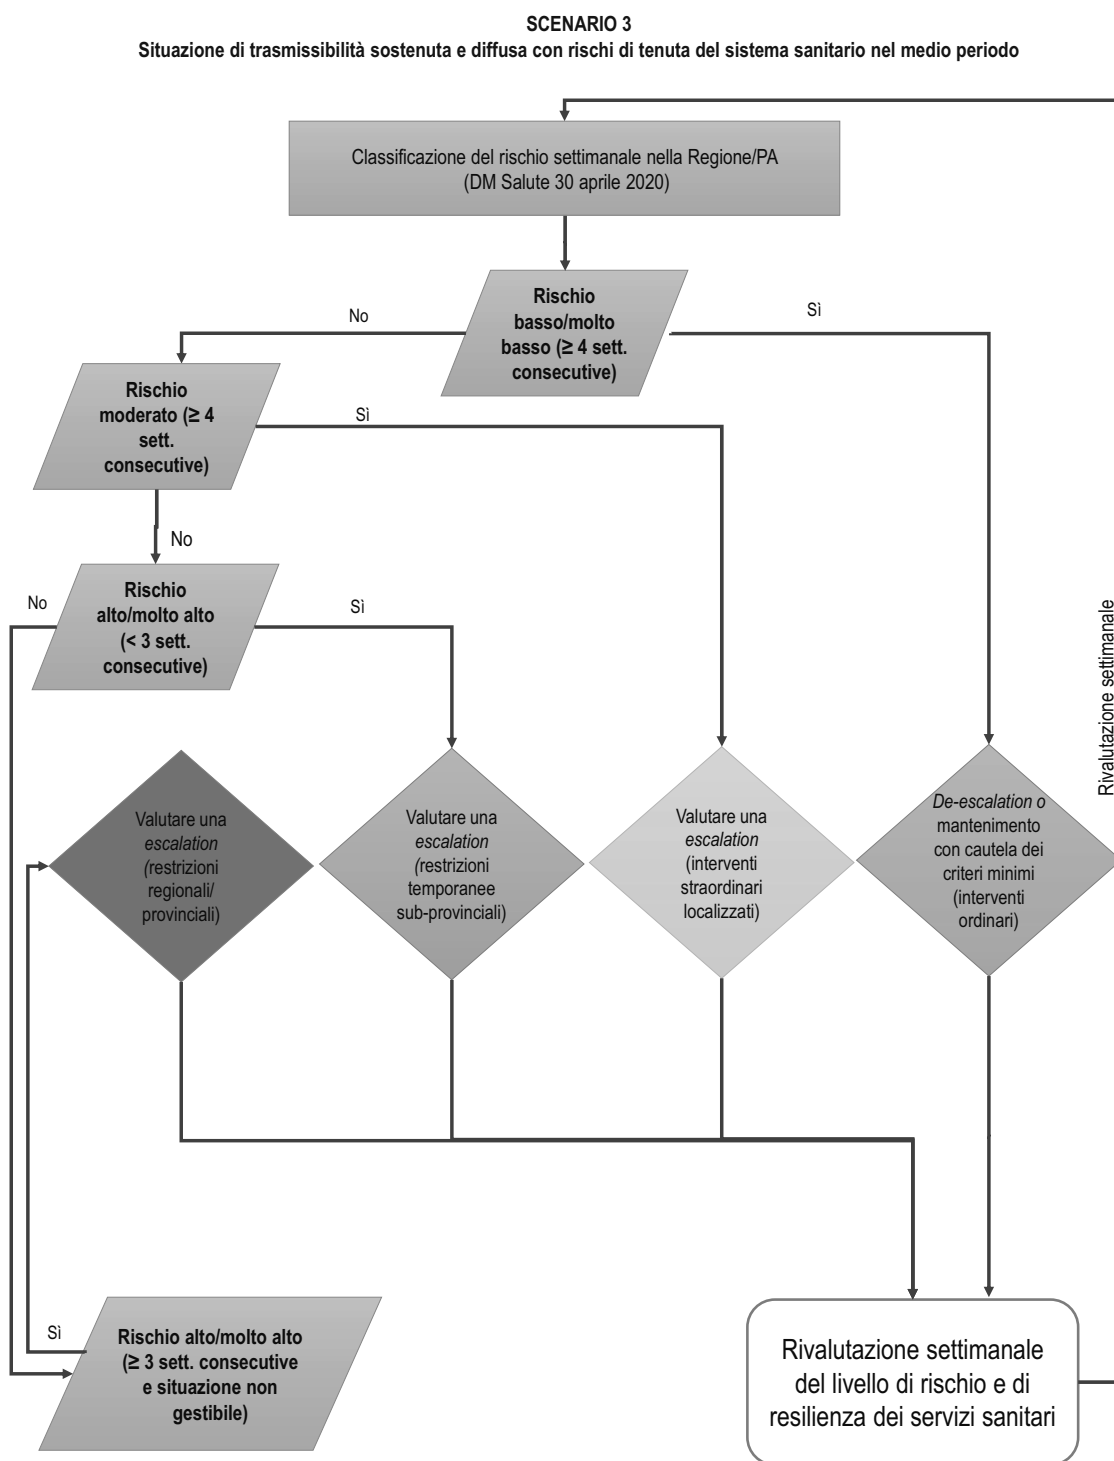 SCENARIO 3
Situazione di trasmissibilità sostenuta e diffusa con rischi di tenuta del sistema sanitario nel medio periodo
Classificazione del rischio settimanale nella Regione/PA
(DM Salute 30 aprile 2020)
Rischio
basso/molto
basso (≥ 4 sett.
consecutive)
No
Sì
Rischio
moderato (≥ 4
sett.
consecutive)
Sì
No
Rischio
alto/molto alto
(< 3 sett.
consecutive)
No
Sì
Rivalutazione settimanale
Valutare una
escalation
(restrizioni
regionali/
provinciali)
Valutare una
escalation
(restrizioni
temporanee
sub-provinciali)
Valutare una
escalation
(interventi
straordinari
localizzati)
De-escalation o
mantenimento
con cautela dei
criteri minimi
(interventi
ordinari)
Sì
Rischio alto/molto alto
(≥ 3 sett. consecutive
e situazione non
gestibile)
Rivalutazione settimanale
del livello di rischio e di
resilienza dei servizi sanitari